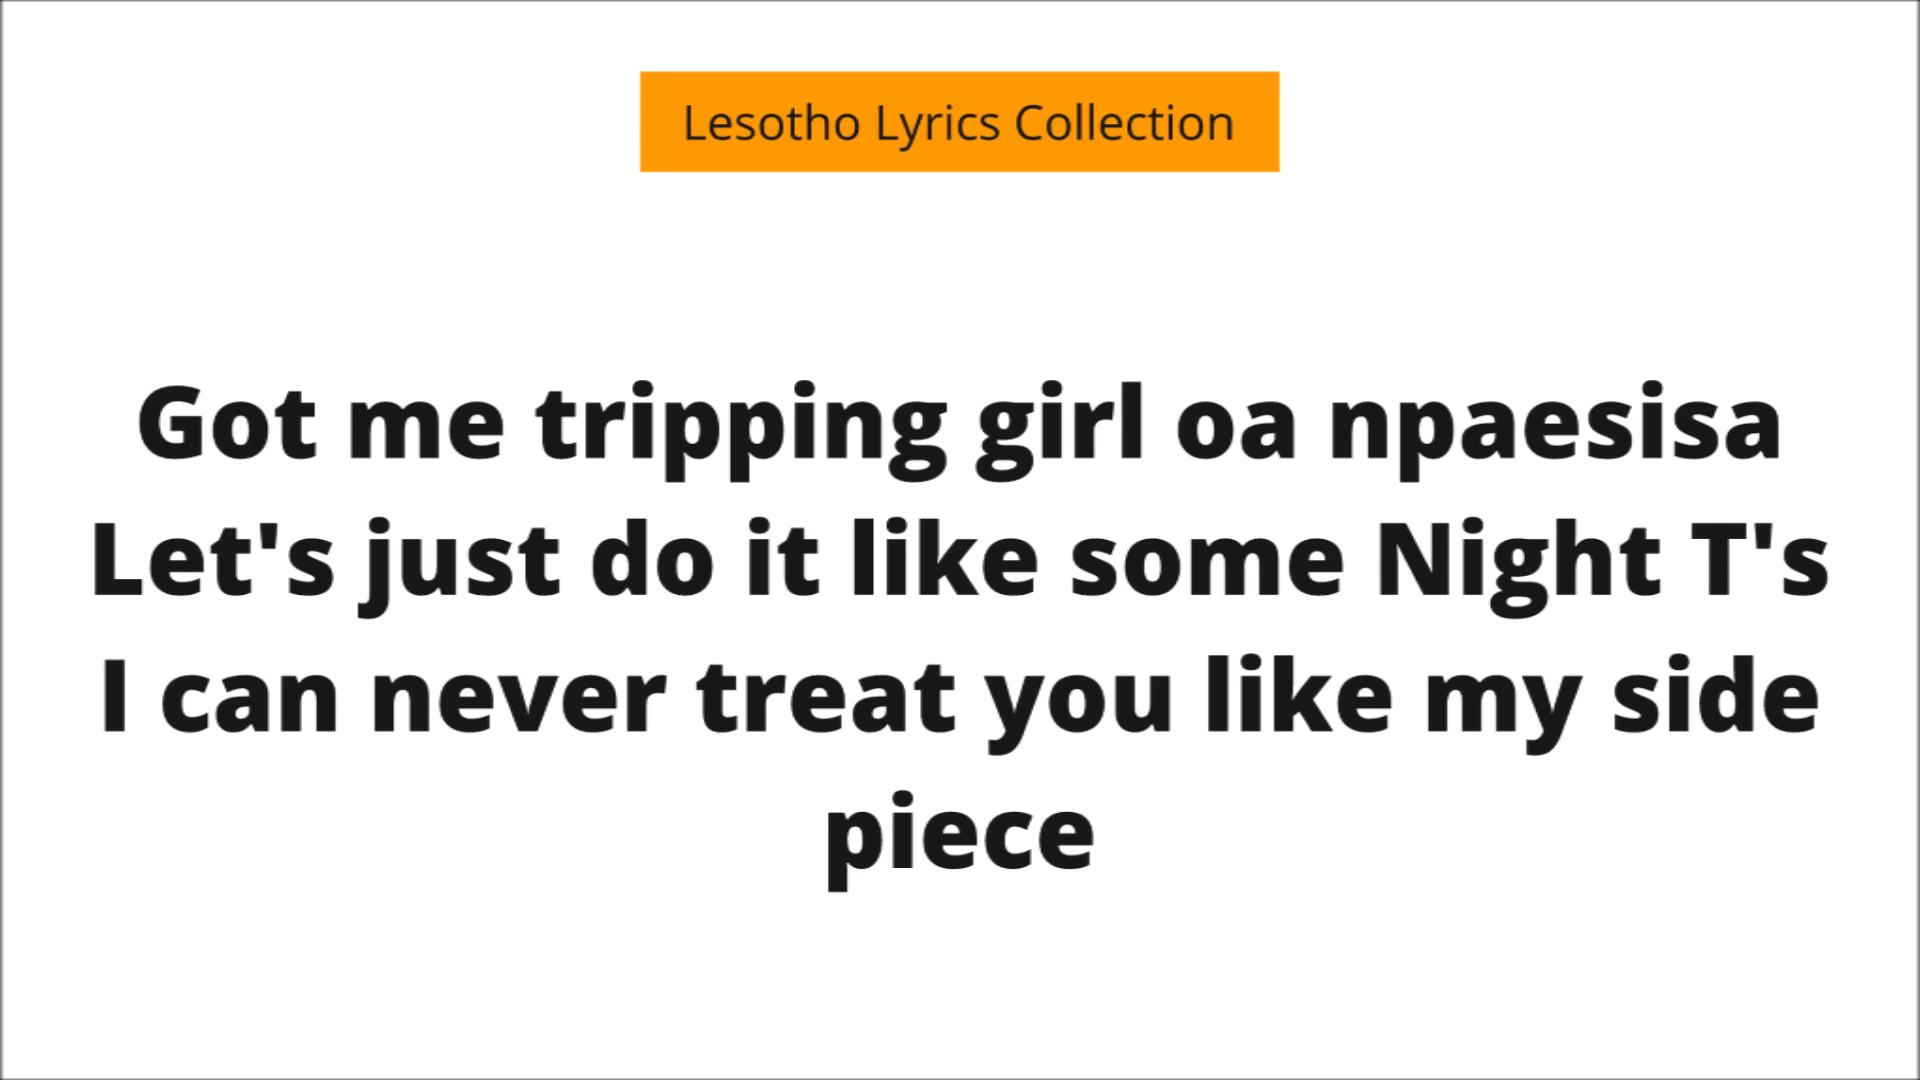 Lesotho Lyrics Collection
Got me tripping girl oa npaesisa
Let's just do it like some Night T's
I can never treat you like my side
piece